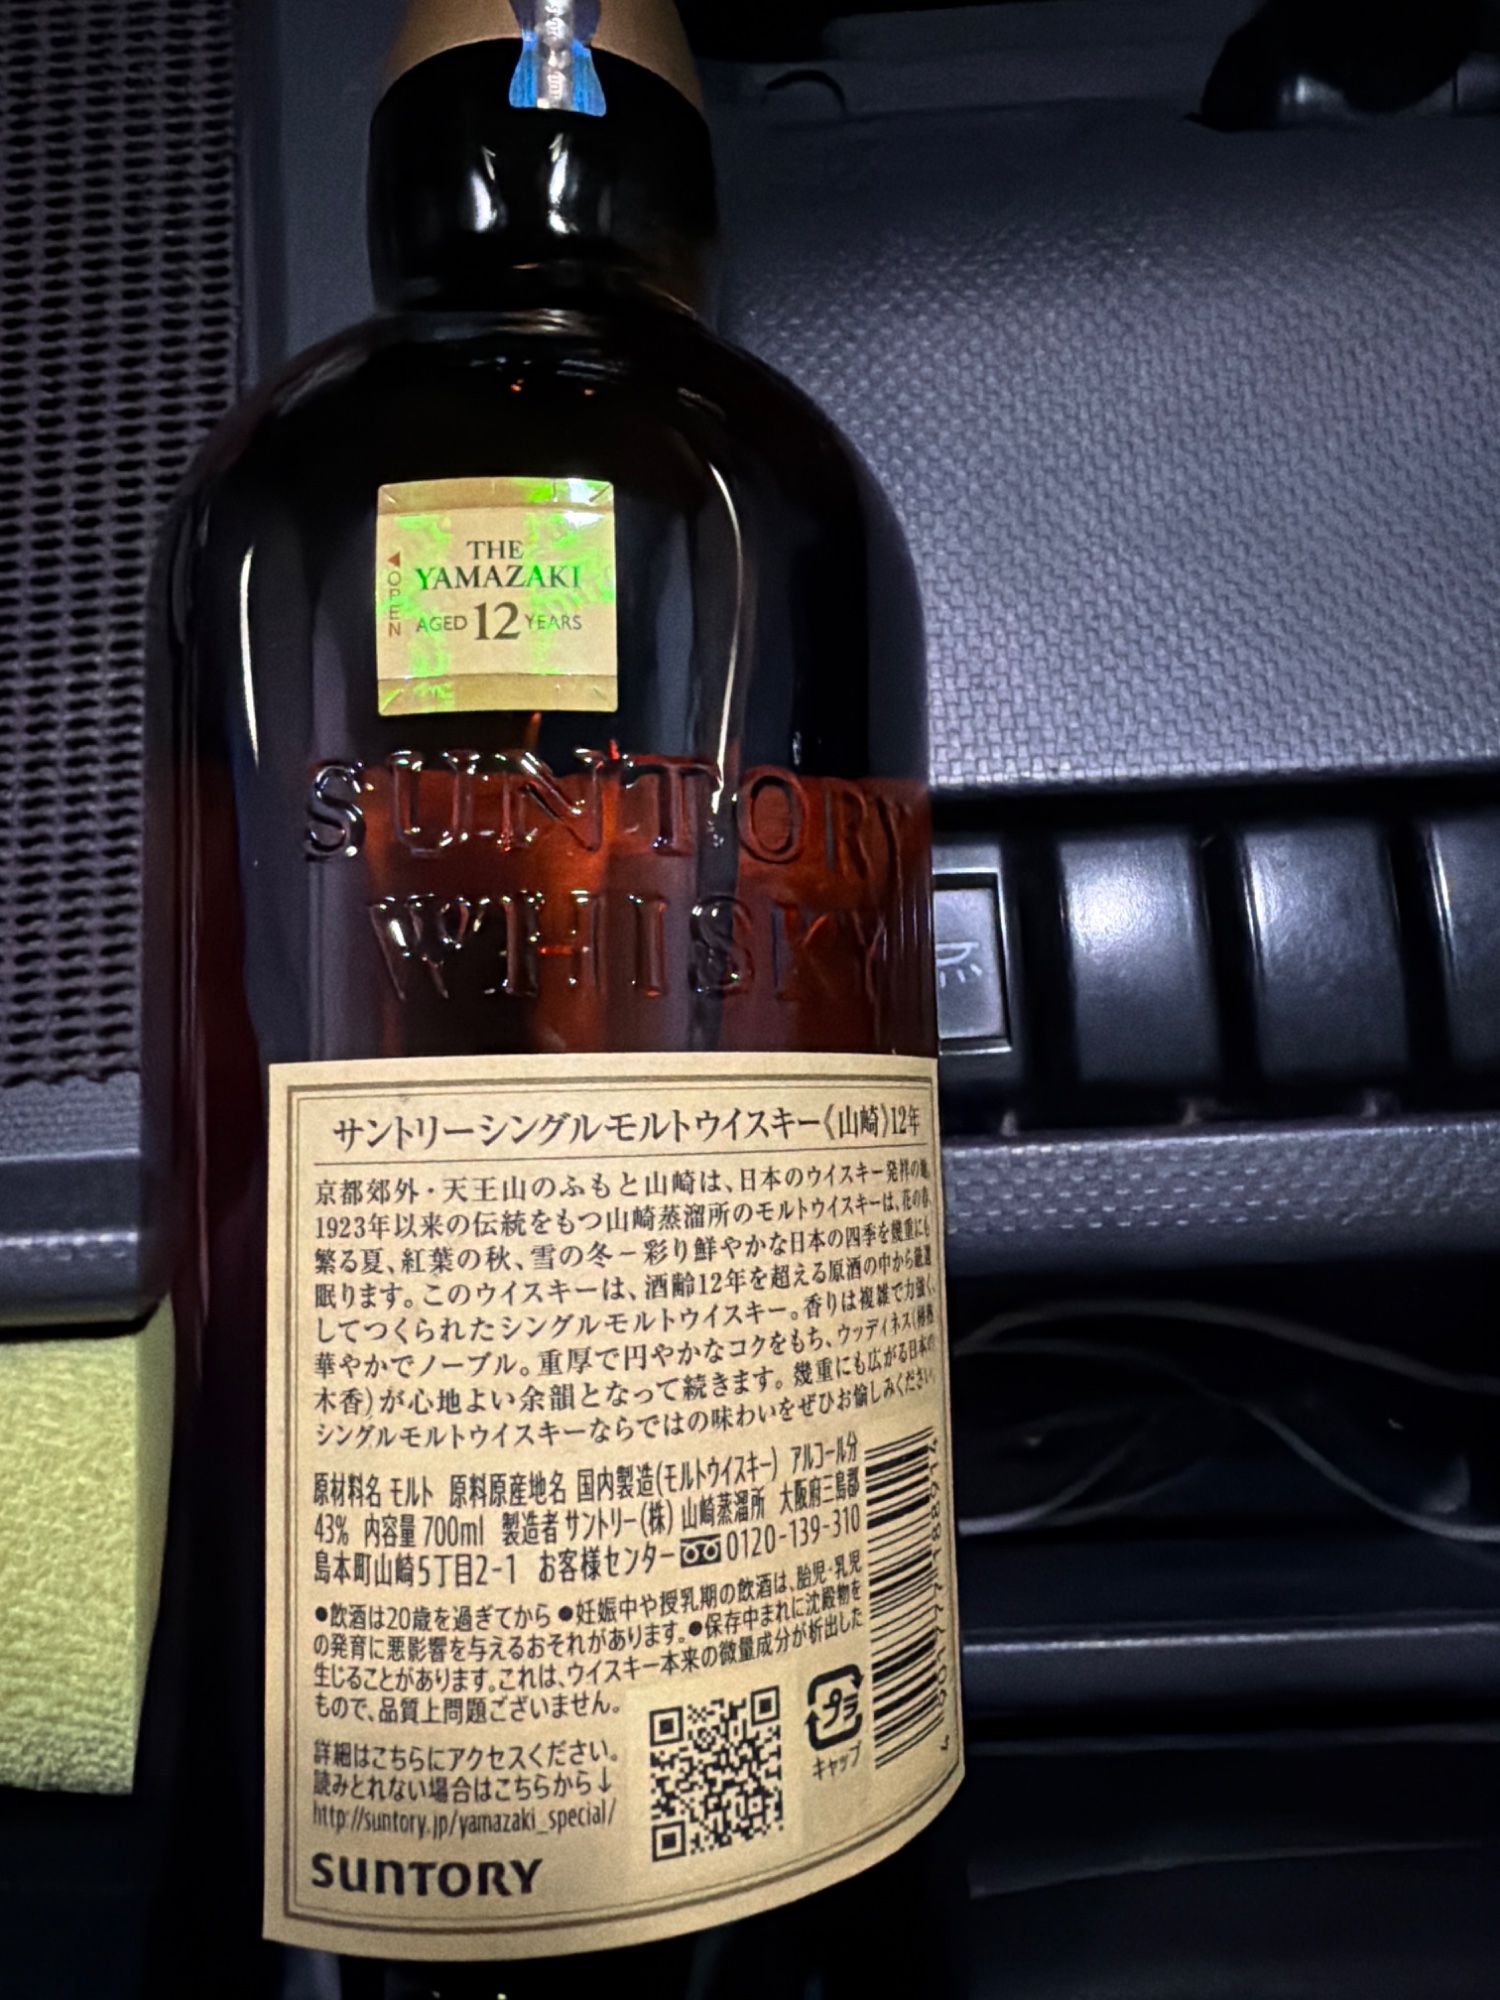 THE
YAMAZAKI
AGED 12 YEARS
◀OPEN
SUNTORY
WHISKY
サントリーシングルモルトウイスキー《山崎》12年
京都郊外・天王山のふもと山崎は、日本のウイスキー発祥の地。
1923年以来の伝統をもつ山崎蒸溜所のモルトウイスキーは、花の春、
繁る夏、紅葉の秋、雪の冬－彩り鮮やかな日本の四季を幾重にも
眠ります。このウイスキーは、酒齢12年を超える原酒の中から厳選
してつくられたシングルモルトウイスキー。香りは複雑で力強く、
華やかでノーブル。重厚で円やかなコクをもち、ウッディネス(樽熟
木香)が心地よい余韻となって続きます。幾重にも広がる日本の
シングルモルトウイスキーならではの味わいをぜひお愉しみください。
原材料名 モルト 原料原産地名 国内製造(モルトウイスキー) アルコール分
43% 内容量 700ml 製造者 サントリー(株) 山崎蒸溜所 大阪府三島郡
島本町山崎5丁目2-1 お客様センター 0120-139-310
●飲酒は20歳を過ぎてから ●妊娠中や授乳期の飲酒は、胎児・乳児
の発育に悪影響を与えるおそれがあります。●保存中まれに沈殿物を
生じることがあります。これは、ウイスキー本来の微量成分が析出した
もので、品質上問題ございません。
詳細はこちらにアクセスください。
読みとれない場合はこちらから↓
http://suntory.jp/yamazaki_special/
プラ
キャップ
SUNTORY